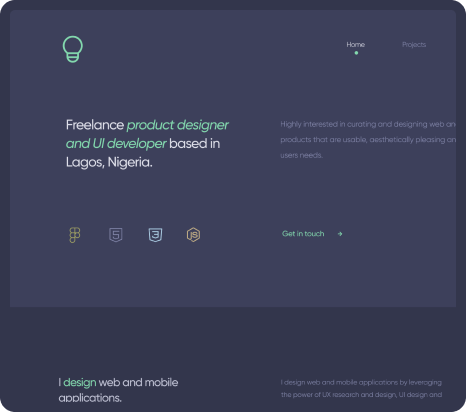 Home
Projects
Freelance product designer
and UI developer based in
Lagos, Nigeria.
Highly interested in curating and designing web an
products that are usable, aesthetically pleasing an
users needs.
5
3
JS
Get in touch →
I design web and mobile
applications.
I design web and mobile applications by leveraging
the power of UX research and design, UI design and